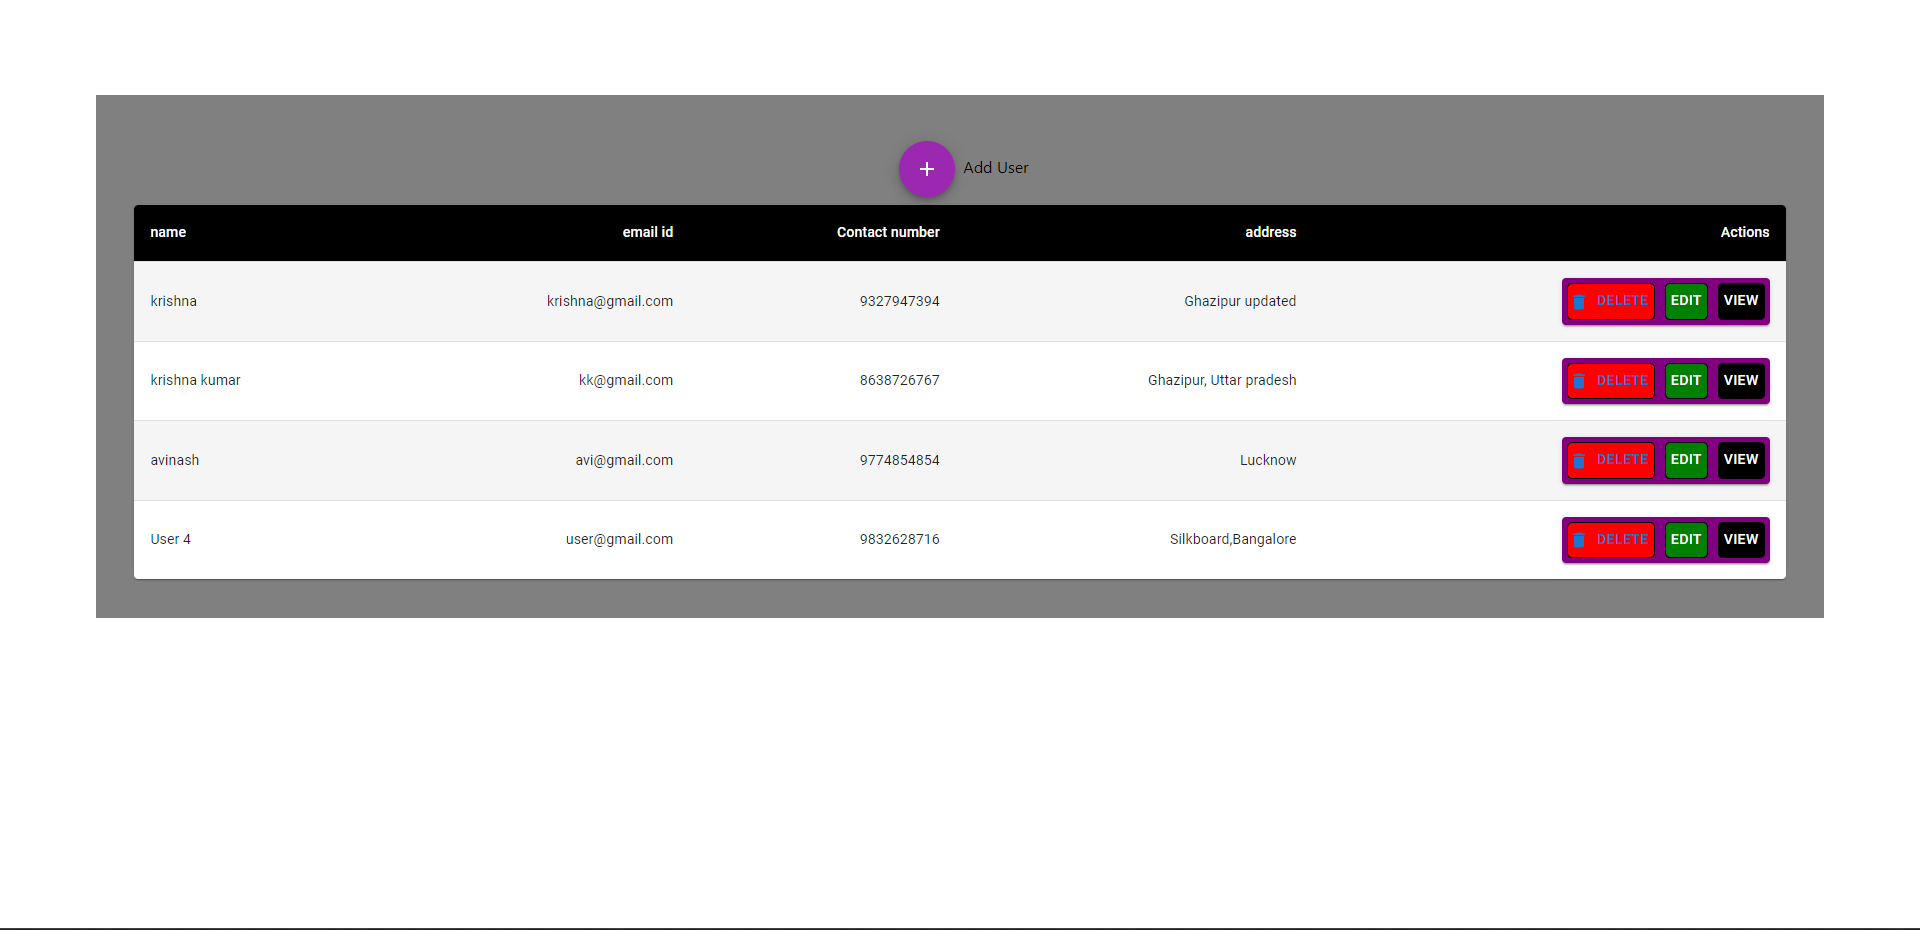 + Add User
name email id Contact number address Actions
krishna krishna@gmail.com 9327947394 Ghazipur updated DELETE EDIT VIEW
krishna kumar kk@gmail.com 8638726767 Ghazipur, Uttar pradesh DELETE EDIT VIEW
avinash avi@gmail.com 9774854854 Lucknow DELETE EDIT VIEW
User 4 user@gmail.com 9832628716 Silkboard,Bangalore DELETE EDIT VIEW